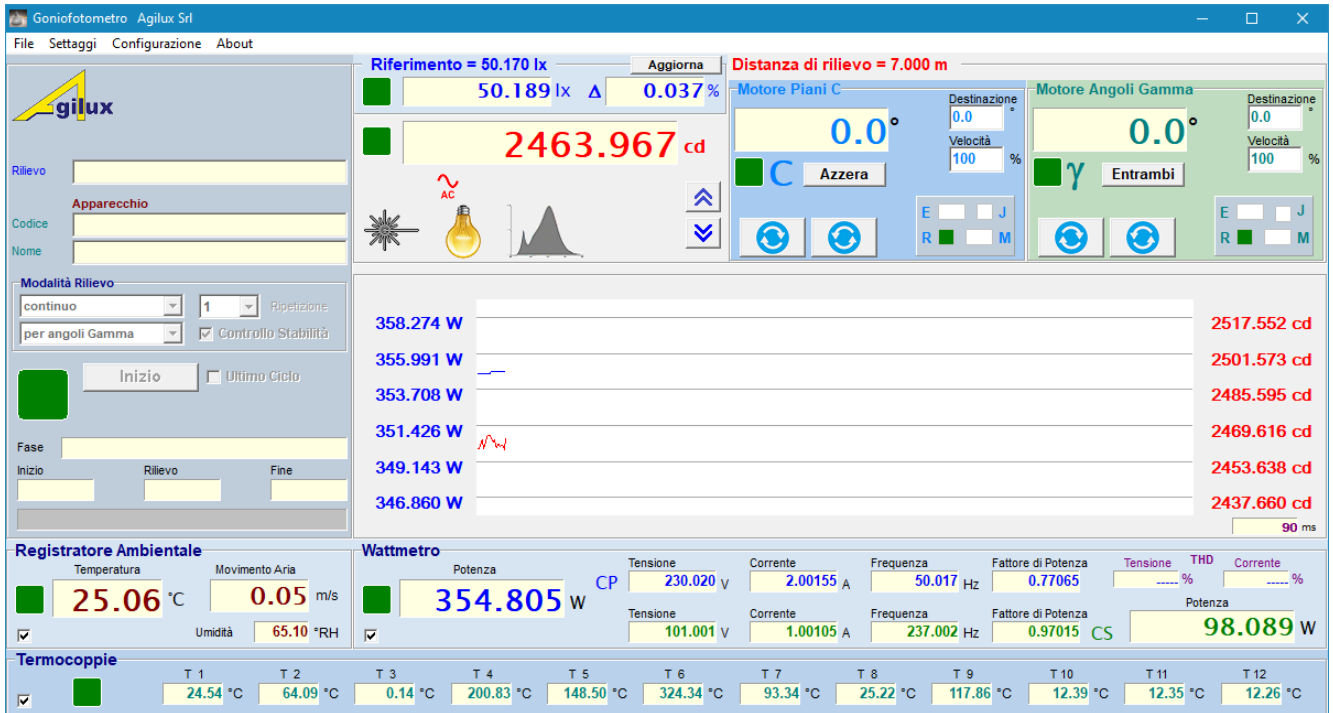 Goniofotometro Agilux Srl
File Settaggi Configurazione About
Agilux
Rilievo
Apparecchio
Codice
Nome
Modalità Rilievo
continuo 1 Ripetizione
per angoli Gamma Controllo Stabilità
Inizio Ultimo Ciclo
Fase
Inizio Rilievo Fine
Riferimento = 50.170 lx Aggiorna
50.189 lx Δ 0.037 %
2463.967 cd
AC
Distanza di rilievo = 7.000 m
Motore Piani C
Destinazione
0.0 °
0.0 °
Velocità
100 %
C Azzera
E J
R M
Motore Angoli Gamma
Destinazione
0.0 °
0.0 °
Velocità
100 %
γ Entrambi
E J
R M
358.274 W 2517.552 cd
355.991 W 2501.573 cd
353.708 W 2485.595 cd
351.426 W 2469.616 cd
349.143 W 2453.638 cd
346.860 W 2437.660 cd
90 ms
Registratore Ambientale
Temperatura Movimento Aria
25.06 °C 0.05 m/s
Umidità 65.10 °RH
Wattmetro
Potenza
354.805 W
CP
Tensione Corrente Frequenza Fattore di Potenza Tensione THD Corrente
230.020 V 2.00155 A 50.017 Hz 0.77065 ----- % ----- %
Tensione Corrente Frequenza Fattore di Potenza Potenza
101.001 V 1.00105 A 237.002 Hz 0.97015 CS 98.089 W
Termocoppie
T 1 T 2 T 3 T 4 T 5 T 6 T 7 T 8 T 9 T 10 T 11 T 12
24.54 °C 64.09 °C 0.14 °C 200.83 °C 148.50 °C 324.34 °C 93.34 °C 25.22 °C 117.86 °C 12.39 °C 12.35 °C 12.26 °C